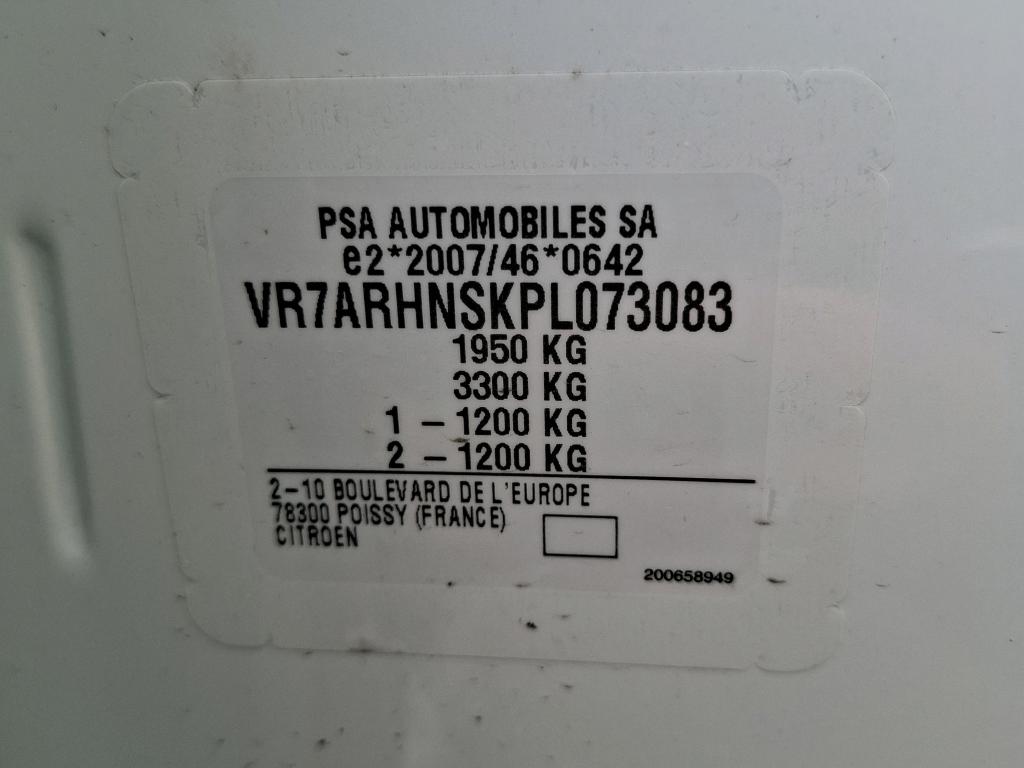 PSA AUTOMOBILES SA
e2*2007/46*0642
VR7ARHNSKPL073083
1950 KG
3300 KG
1 - 1200 KG
2 - 1200 KG
2-10 BOULEVARD DE L'EUROPE
78300 POISSY (FRANCE)
CITROEN
200658949